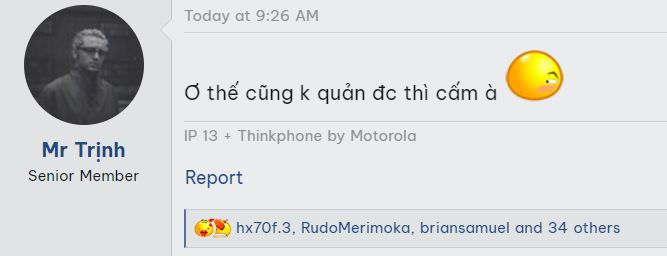 Today at 9:26 AM
Ơ thế cũng k quản đc thì cấm à
Mr Trịnh
Senior Member
IP 13 + Thinkphone by Motorola
Report
hx70f.3, RudoMerimoka, briansamuel and 34 others